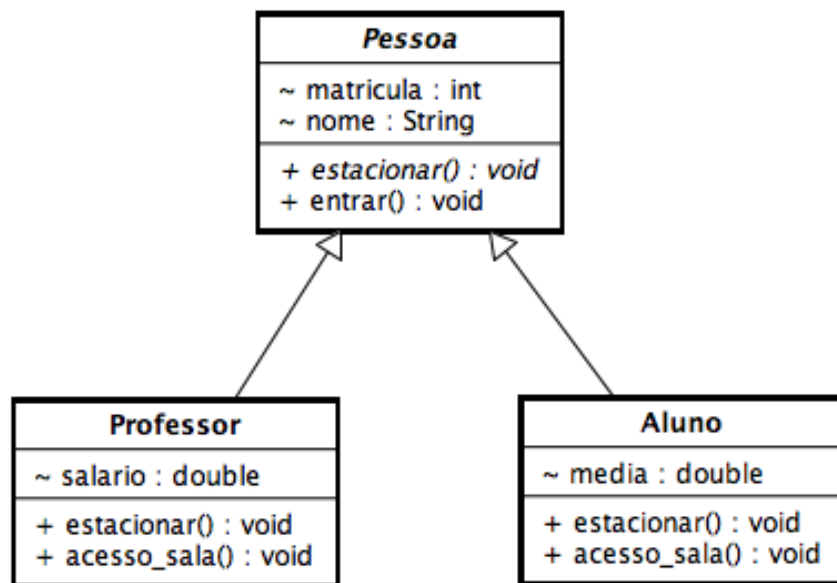 Pessoa
~ matricula : int
~ nome : String
+ estacionar() : void
+ entrar() : void
Professor
~ salario : double
+ estacionar() : void
+ acesso_sala() : void
Aluno
~ media : double
+ estacionar() : void
+ acesso_sala() : void